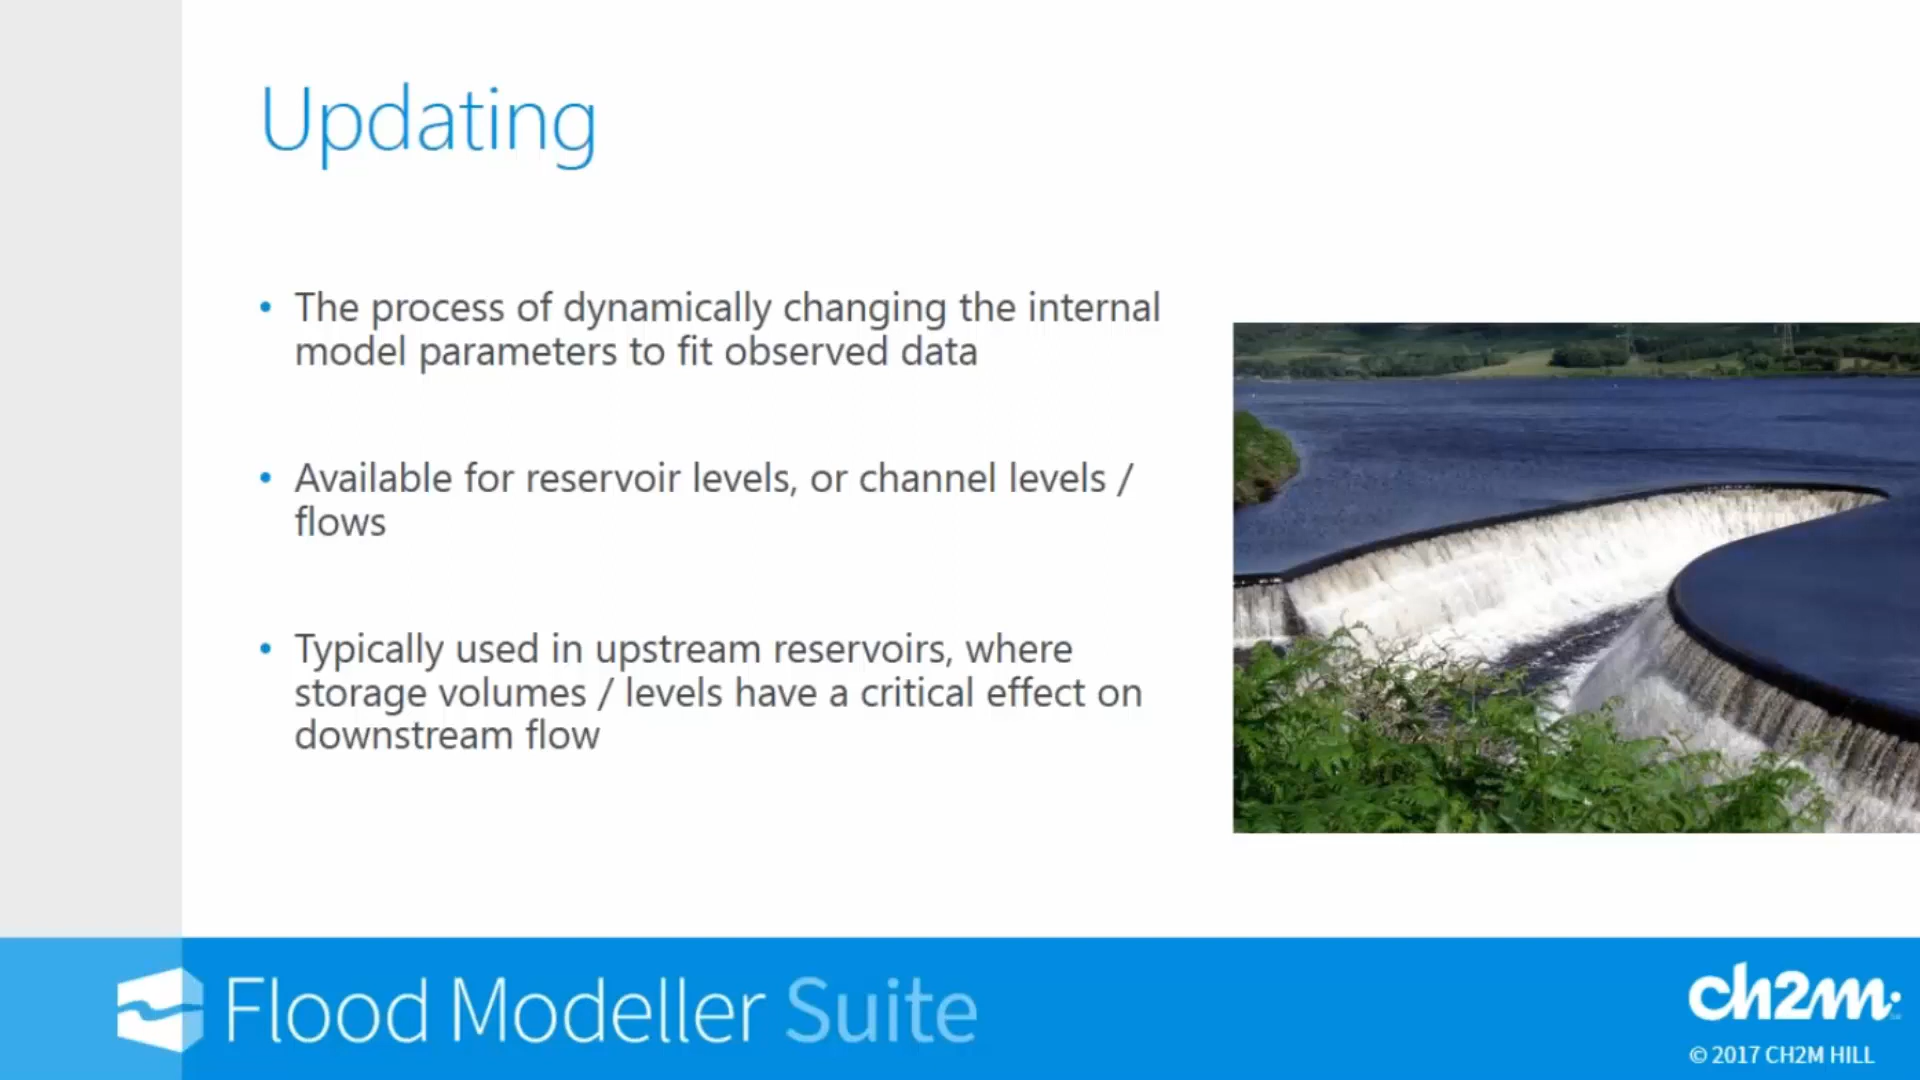 Updating
• The process of dynamically changing the internal
model parameters to fit observed data
• Available for reservoir levels, or channel levels /
flows
• Typically used in upstream reservoirs, where
storage volumes / levels have a critical effect on
downstream flow
Flood Modeller Suite
ch2m:
© 2017 CH2M HILL